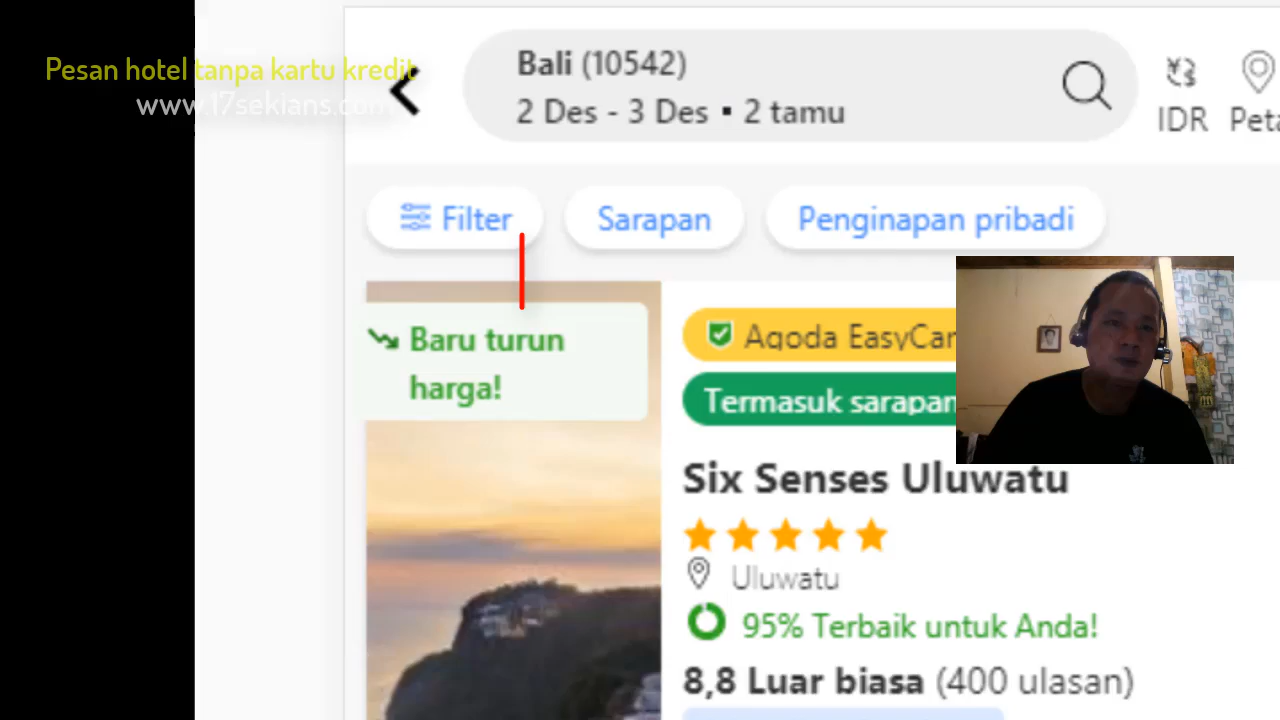 Pesan hotel tanpa kartu kredit
www.17sekians.com
Bali (10542)
2 Des - 3 Des • 2 tamu
IDR
Peta
Filter
Sarapan
Penginapan pribadi
Baru turun
harga!
Agoda EasyCan
Termasuk sarapan
Six Senses Uluwatu
Uluwatu
95% Terbaik untuk Anda!
8,8 Luar biasa (400 ulasan)